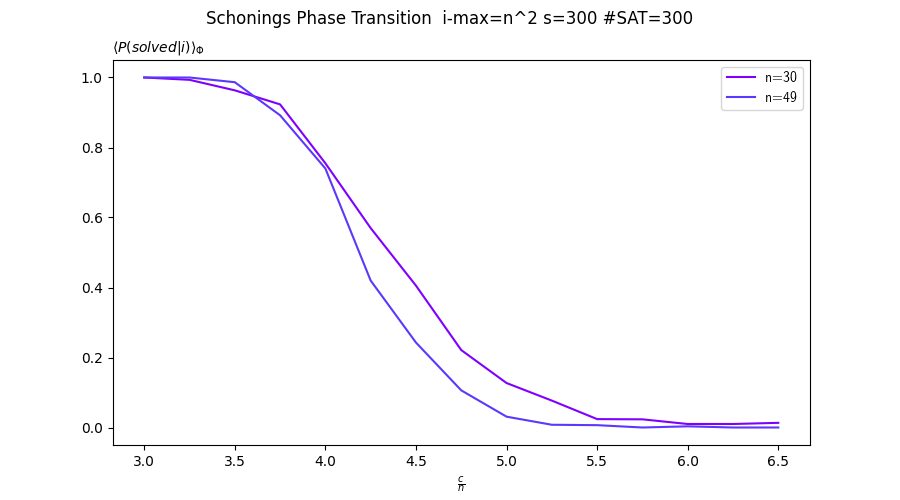 Schonings Phase Transition  i-max=n^2 s=300 #SAT=300
⟨P(solved|i)⟩_Φ
n=30
n=49
1.0
0.8
0.6
0.4
0.2
0.0
3.0 3.5 4.0 4.5 5.0 5.5 6.0 6.5
c/n